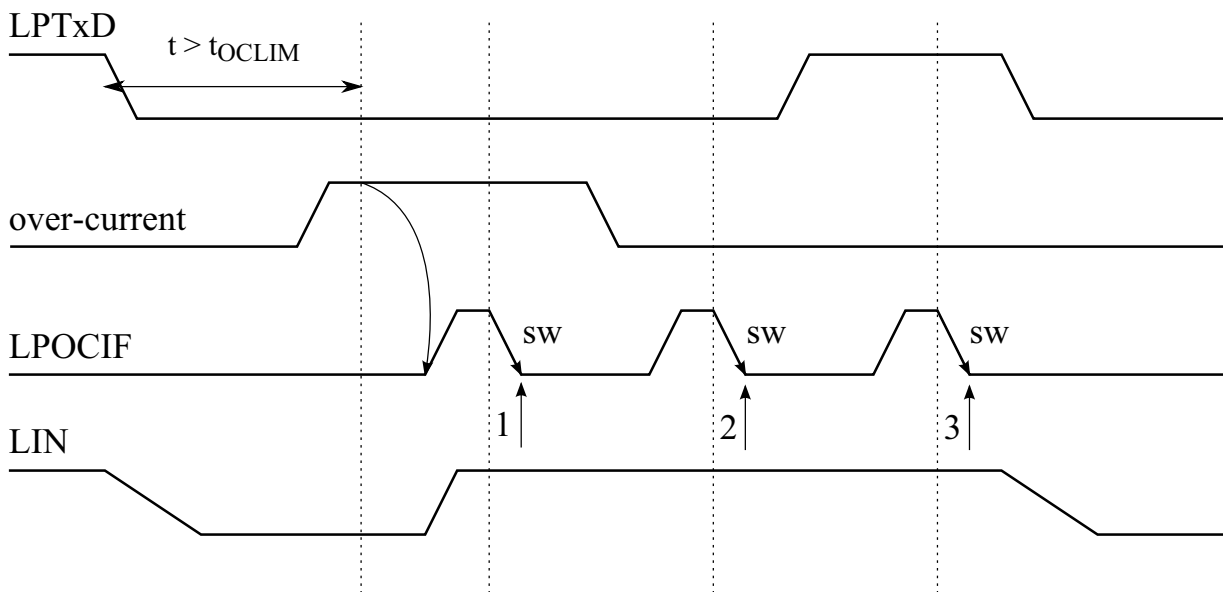 LPTxD
t > tOCLIM
over-current
LPOCIF
sw
sw
sw
1
2
3
LIN